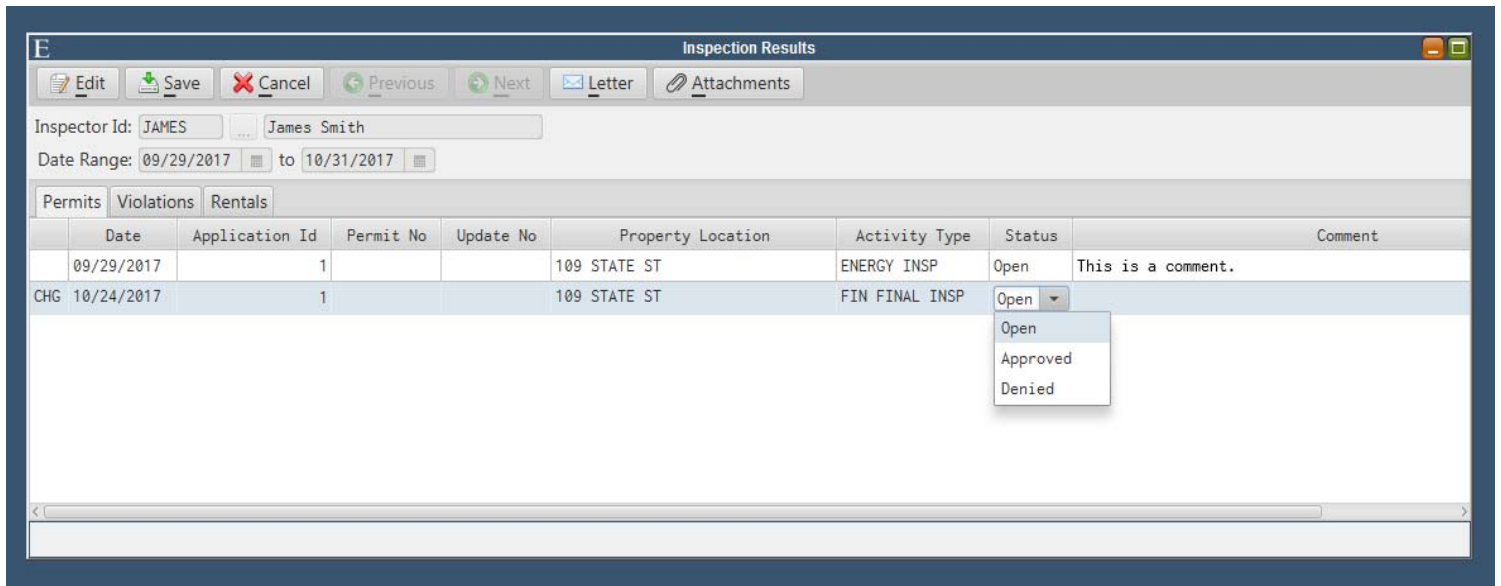 E Inspection Results
Edit Save Cancel Previous Next Letter Attachments
Inspector Id: JAMES ... James Smith
Date Range: 09/29/2017 to 10/31/2017
Permits Violations Rentals
Date Application Id Permit No Update No Property Location Activity Type Status Comment
09/29/2017 1 109 STATE ST ENERGY INSP Open This is a comment.
CHG 10/24/2017 1 109 STATE ST FIN FINAL INSP Open
Open
Approved
Denied